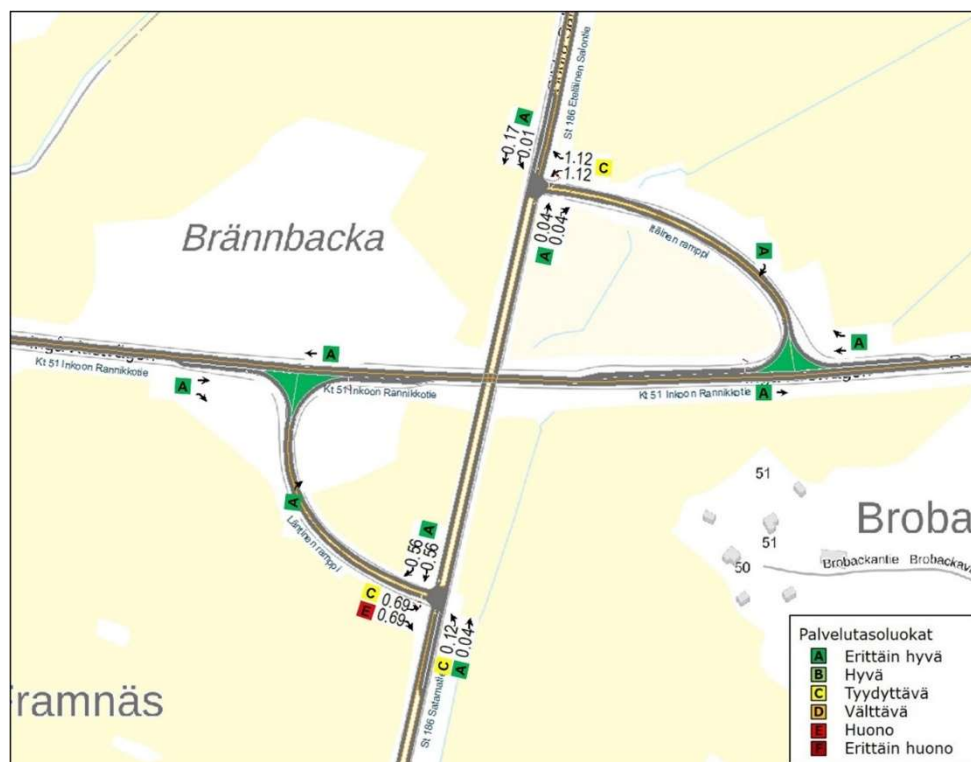 St 186 Eteläinen Salontie
A
0.17
0.01
1.12
1.12
C
Brännbacka
0.04
0.04
A
Itäinen ramppi
A
A
A
Kt 51 Inkoon Rannikkotie
A
Kt 51 Inkoon Rannikkotie
Kt 51 Inkoon Rannikkotie
A
A
Läntinen ramppi
A
0.56
0.56
C
0.69
E
0.69
0.12
0.04
C
A
St 186 Satamatie
51
51
50
Broba
Brobackantie
Brobackavä
ramnäs
Palvelutasoluokat
A Erittäin hyvä
B Hyvä
C Tyydyttävä
D Välttävä
E Huono
F Erittäin huono